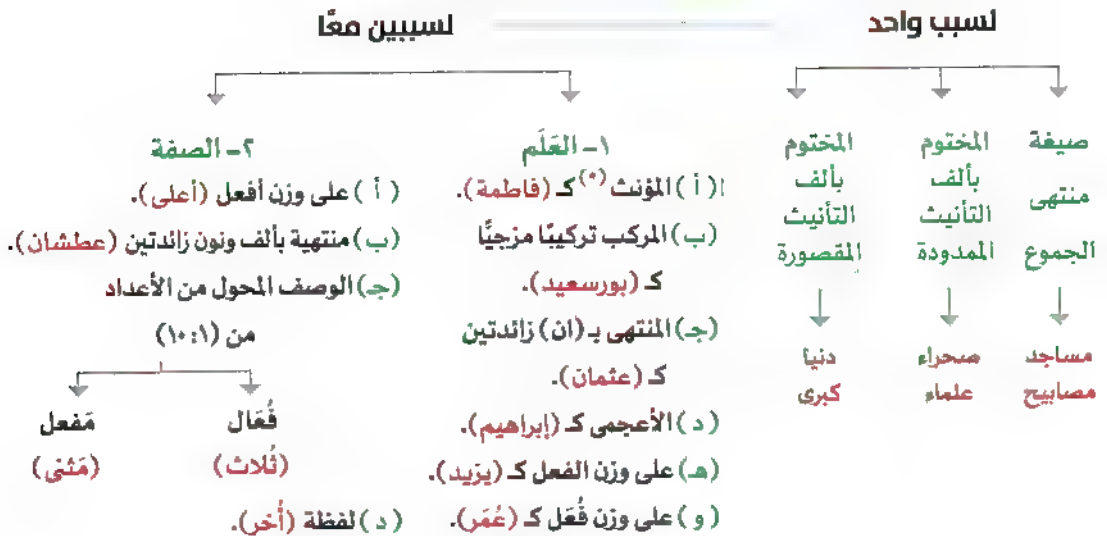 لسبب واحد
لسببين معًا
صيغة
منتهى
الجموع
مساجد
مصابيح
المختوم
بألف
التأنيث
الممدودة
صحراء
علماء
المختوم
بألف
التأنيث
المقصورة
دنيا
كبرى
١- العَلَم
( أ ) المؤنث (*) كـ (فاطمة).
(ب) المركب تركيبًا مزجيًّا
كـ (بورسعيد).
(جـ) المنتهى بـ (ان) زائدتين
كـ (عثمان).
( د ) الأعجمى كـ (إبراهيم).
(هـ) على وزن الفعل كـ (يزيد).
( و ) على وزن فُعَل كـ (عُمَر).
٢- الصفة
( أ ) على وزن أفعل (أعلى).
(ب) منتهية بألف ونون زائدتين (عطشان).
(جـ) الوصف المحول من الأعداد
من (١ : ١٠)
فُعَال
(ثُلاث)
مَفعل
(مَثنى)
( د ) لفظة (أُخر).